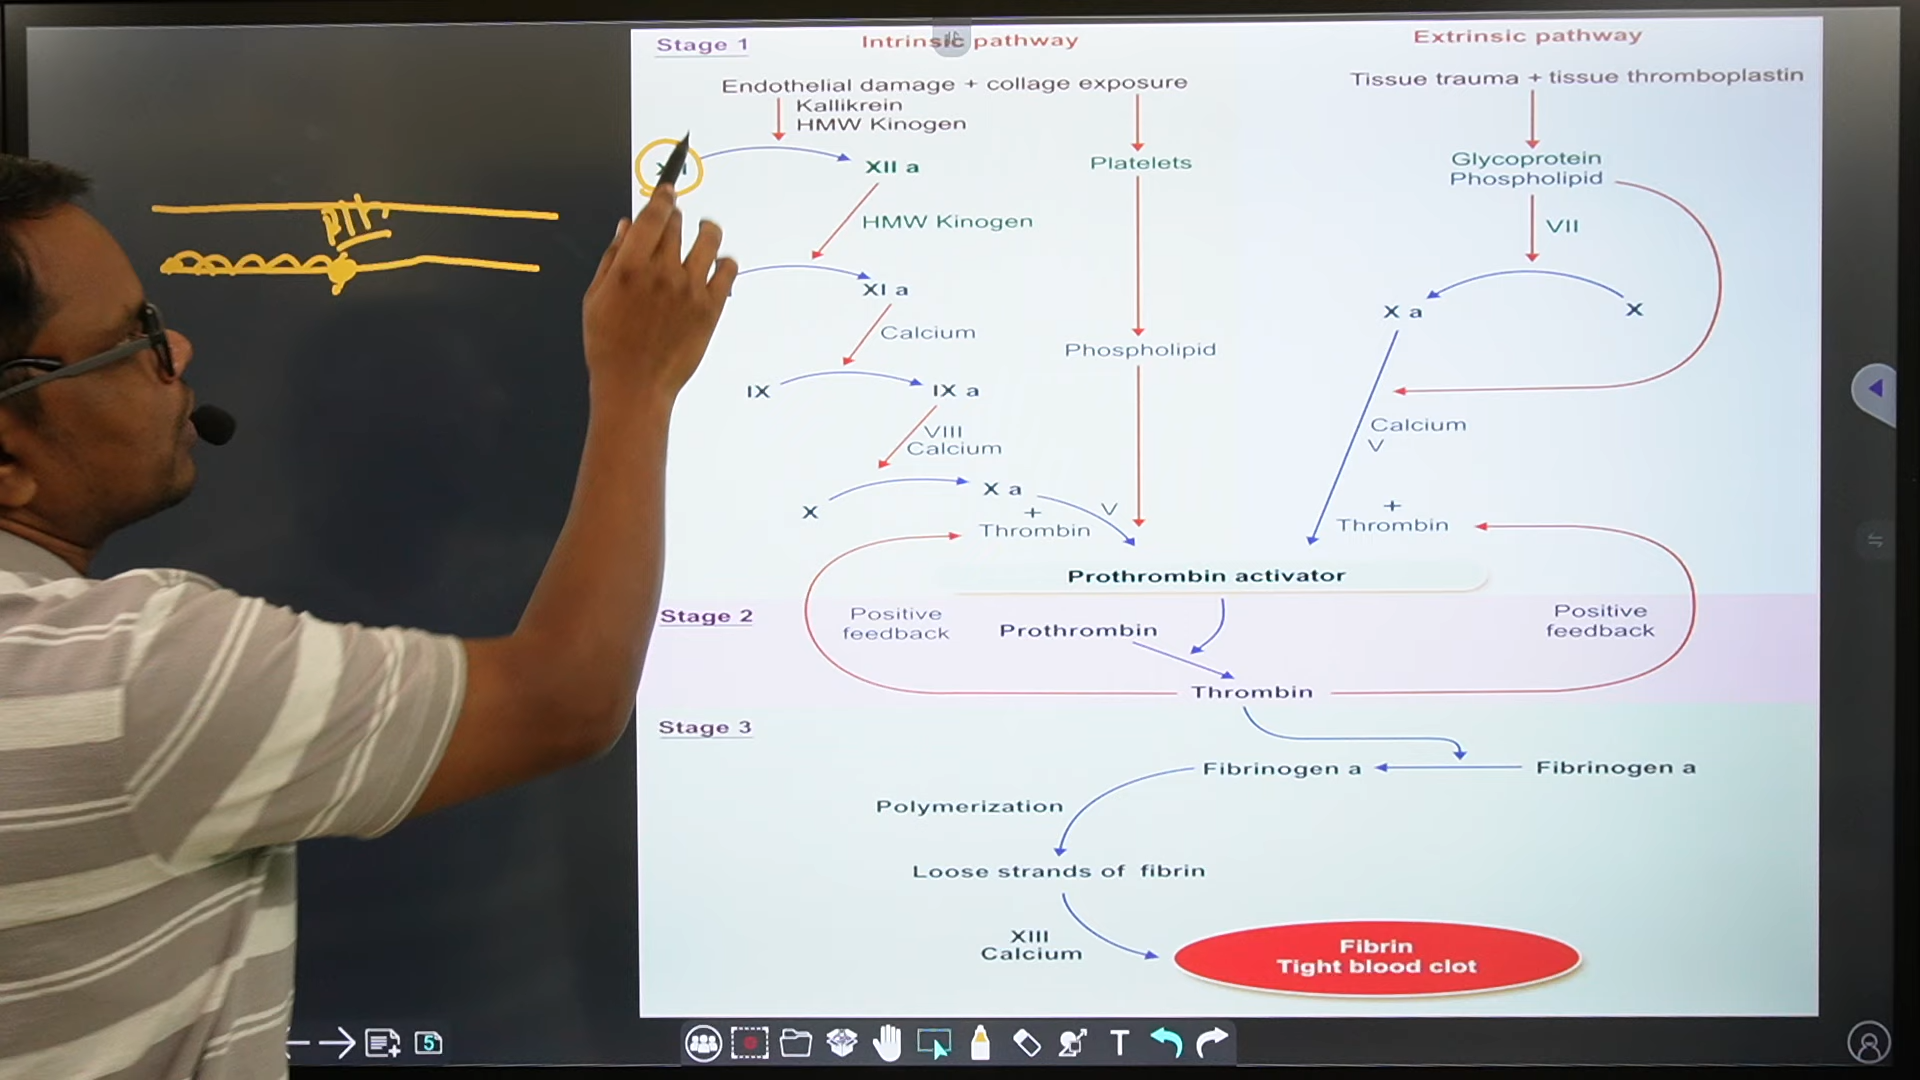 Stage 1
Intrinsic pathway
Extrinsic pathway
Endothelial damage + collage exposure
Tissue trauma + tissue thromboplastin
Kallikrein
HMW Kinogen
XII a
Platelets
Glycoprotein
Phospholipid
HMW Kinogen
VII
XI a
X a
X
Calcium
Phospholipid
IX
IX a
VIII
Calcium
Calcium
V
X
X a
+
Thrombin
V
+
Thrombin
Prothrombin activator
Stage 2
Positive
feedback
Prothrombin
Positive
feedback
Thrombin
Stage 3
Fibrinogen a
Fibrinogen a
Polymerization
Loose strands of fibrin
XIII
Calcium
Fibrin
Tight blood clot
5
T